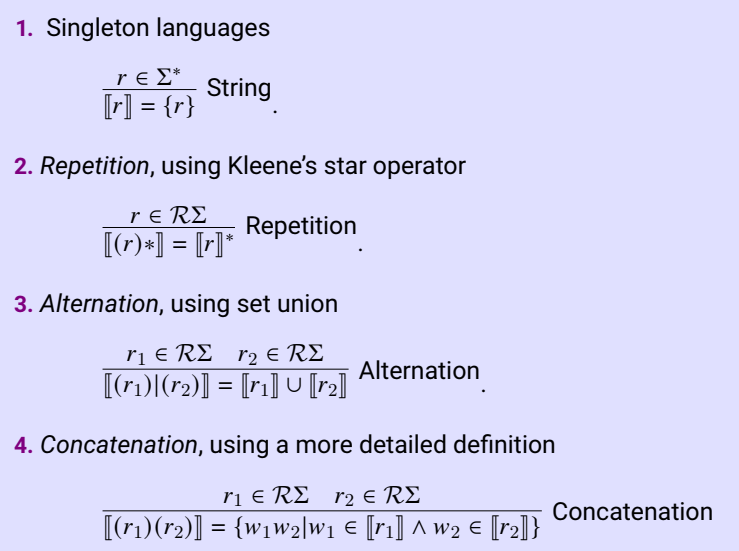 1. Singleton languages
r ∈ Σ*
⟦r⟧ = {r} String.
2. Repetition, using Kleene's star operator
r ∈ ℛΣ
⟦(r)*⟧ = ⟦r⟧* Repetition.
3. Alternation, using set union
r₁ ∈ ℛΣ r₂ ∈ ℛΣ
⟦(r₁)|(r₂)⟧ = ⟦r₁⟧ ∪ ⟦r₂⟧ Alternation.
4. Concatenation, using a more detailed definition
r₁ ∈ ℛΣ r₂ ∈ ℛΣ
⟦(r₁)(r₂)⟧ = {w₁w₂|w₁ ∈ ⟦r₁⟧ ∧ w₂ ∈ ⟦r₂⟧} Concatenation